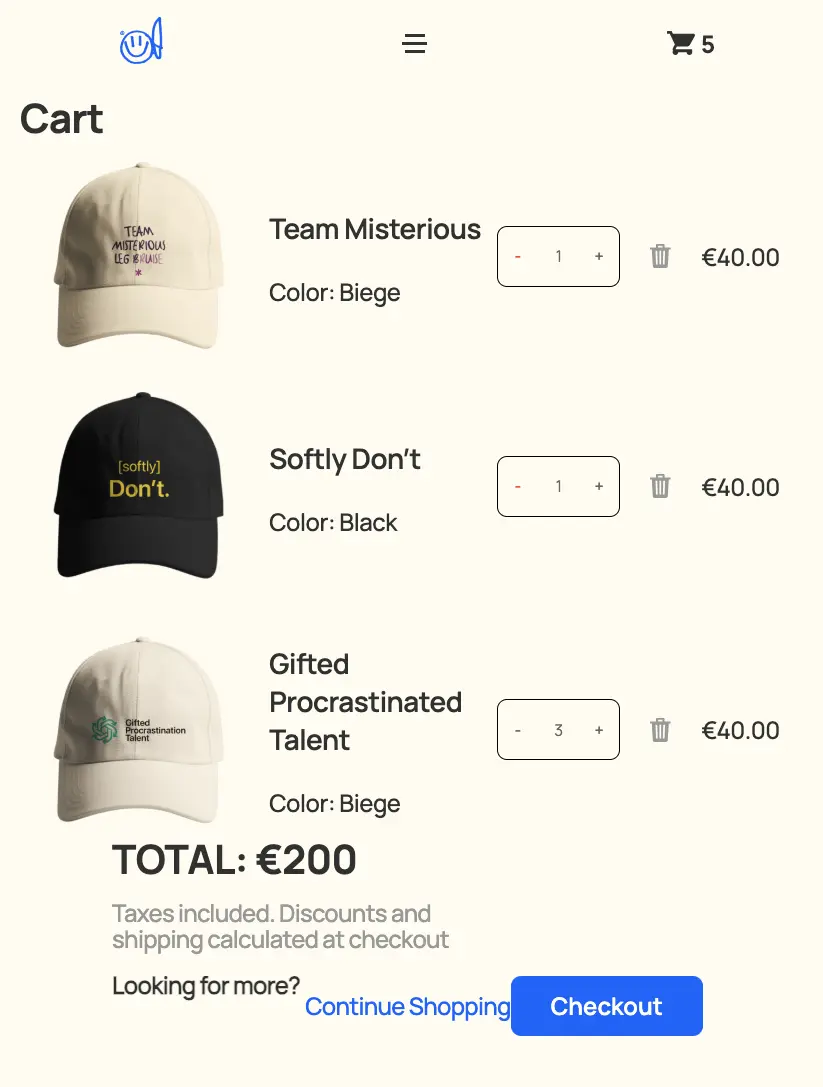 5
Cart
TEAM
MISTERIOUS
LEG BRUISE
*
Team Misterious
Color: Biege
- 1 +
€40.00
[softly]
Don't.
Softly Don't
Color: Black
- 1 +
€40.00
Gifted
Procrastination
Talent
Gifted
Procrastinated
Talent
Color: Biege
- 3 +
€40.00
TOTAL: €200
Taxes included. Discounts and
shipping calculated at checkout
Looking for more?
Continue Shopping
Checkout